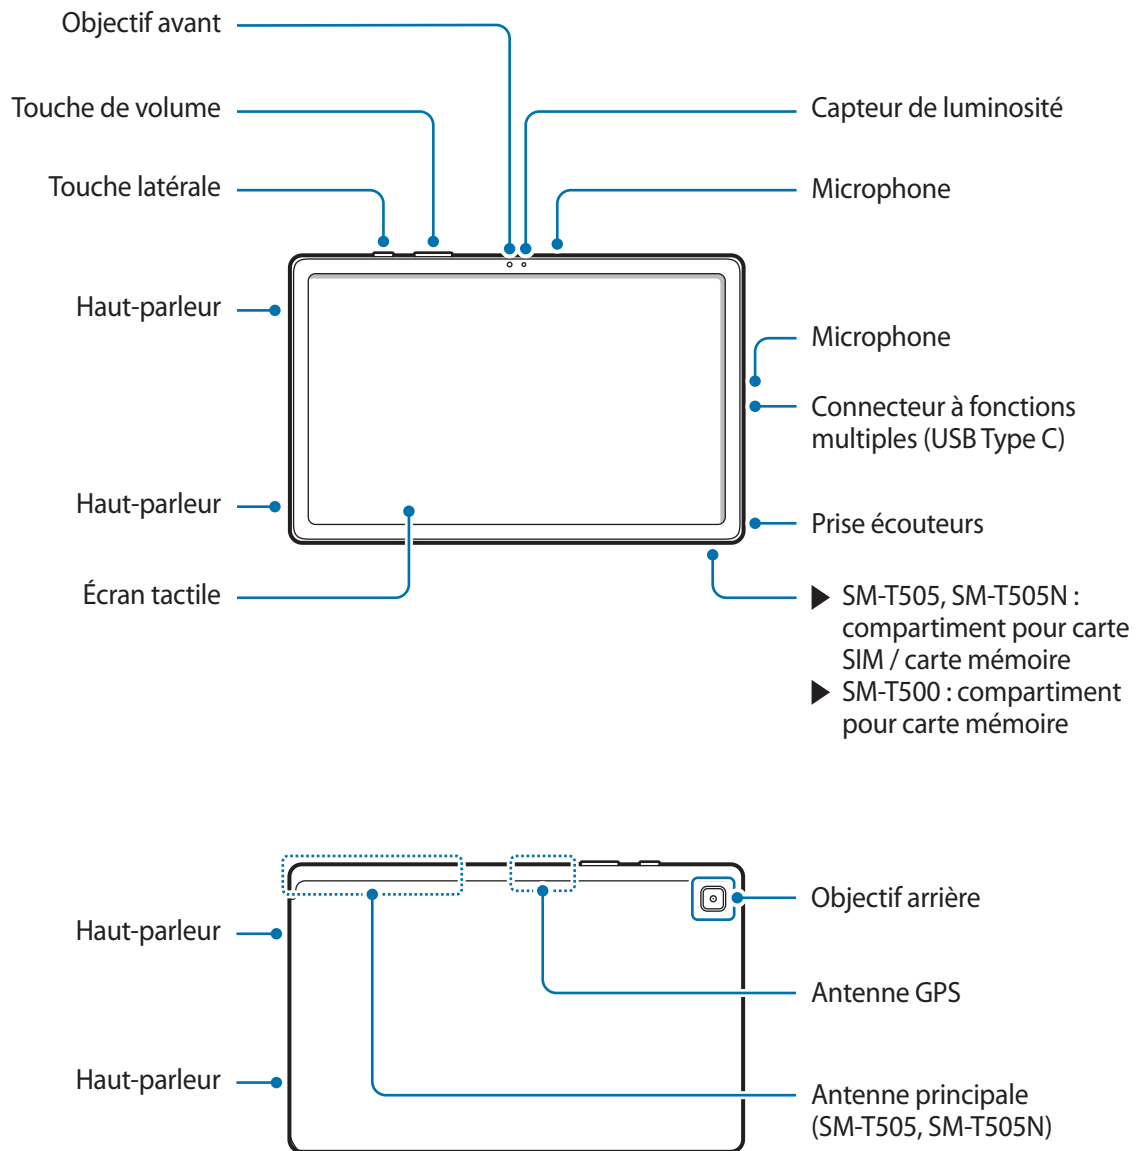 Objectif avant
Touche de volume
Touche latérale
Haut-parleur
Haut-parleur
Écran tactile
Capteur de luminosité
Microphone
Microphone
Connecteur à fonctions
multiples (USB Type C)
Prise écouteurs
▶ SM-T505, SM-T505N :
compartiment pour carte
SIM / carte mémoire
▶ SM-T500 : compartiment
pour carte mémoire
Haut-parleur
Haut-parleur
Objectif arrière
Antenne GPS
Antenne principale
(SM-T505, SM-T505N)